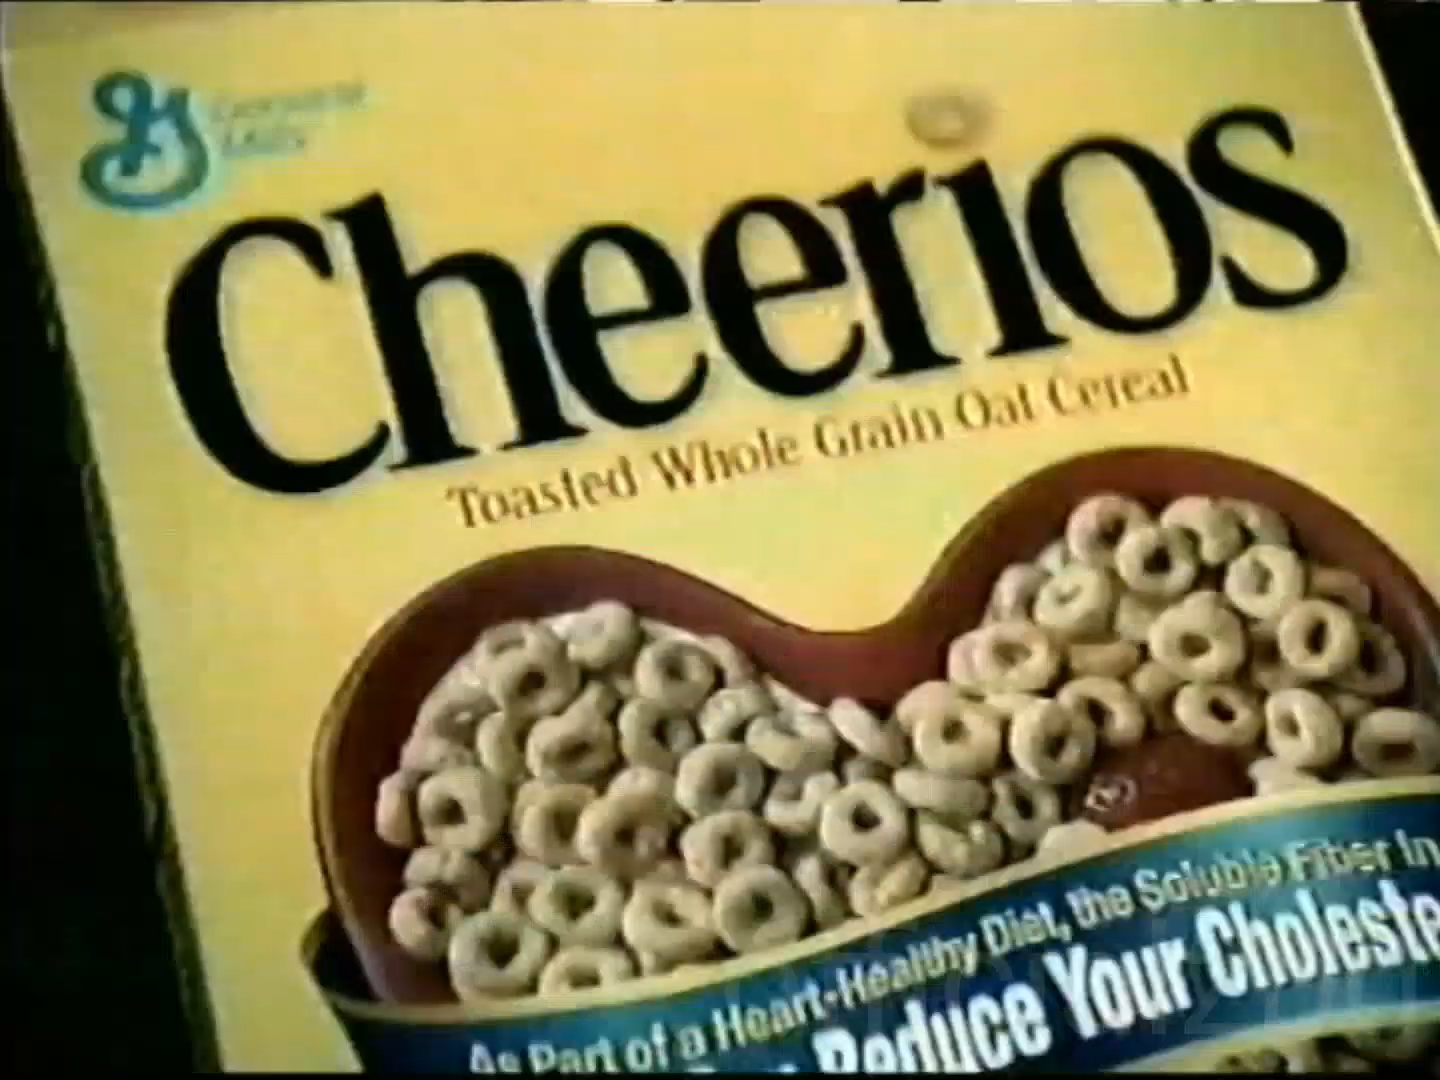 Cheerios
Toasted Whole Grain Oat Cereal
As Part of a Heart-Healthy Diet, the Soluble Fiber In
Reduce Your Choleste